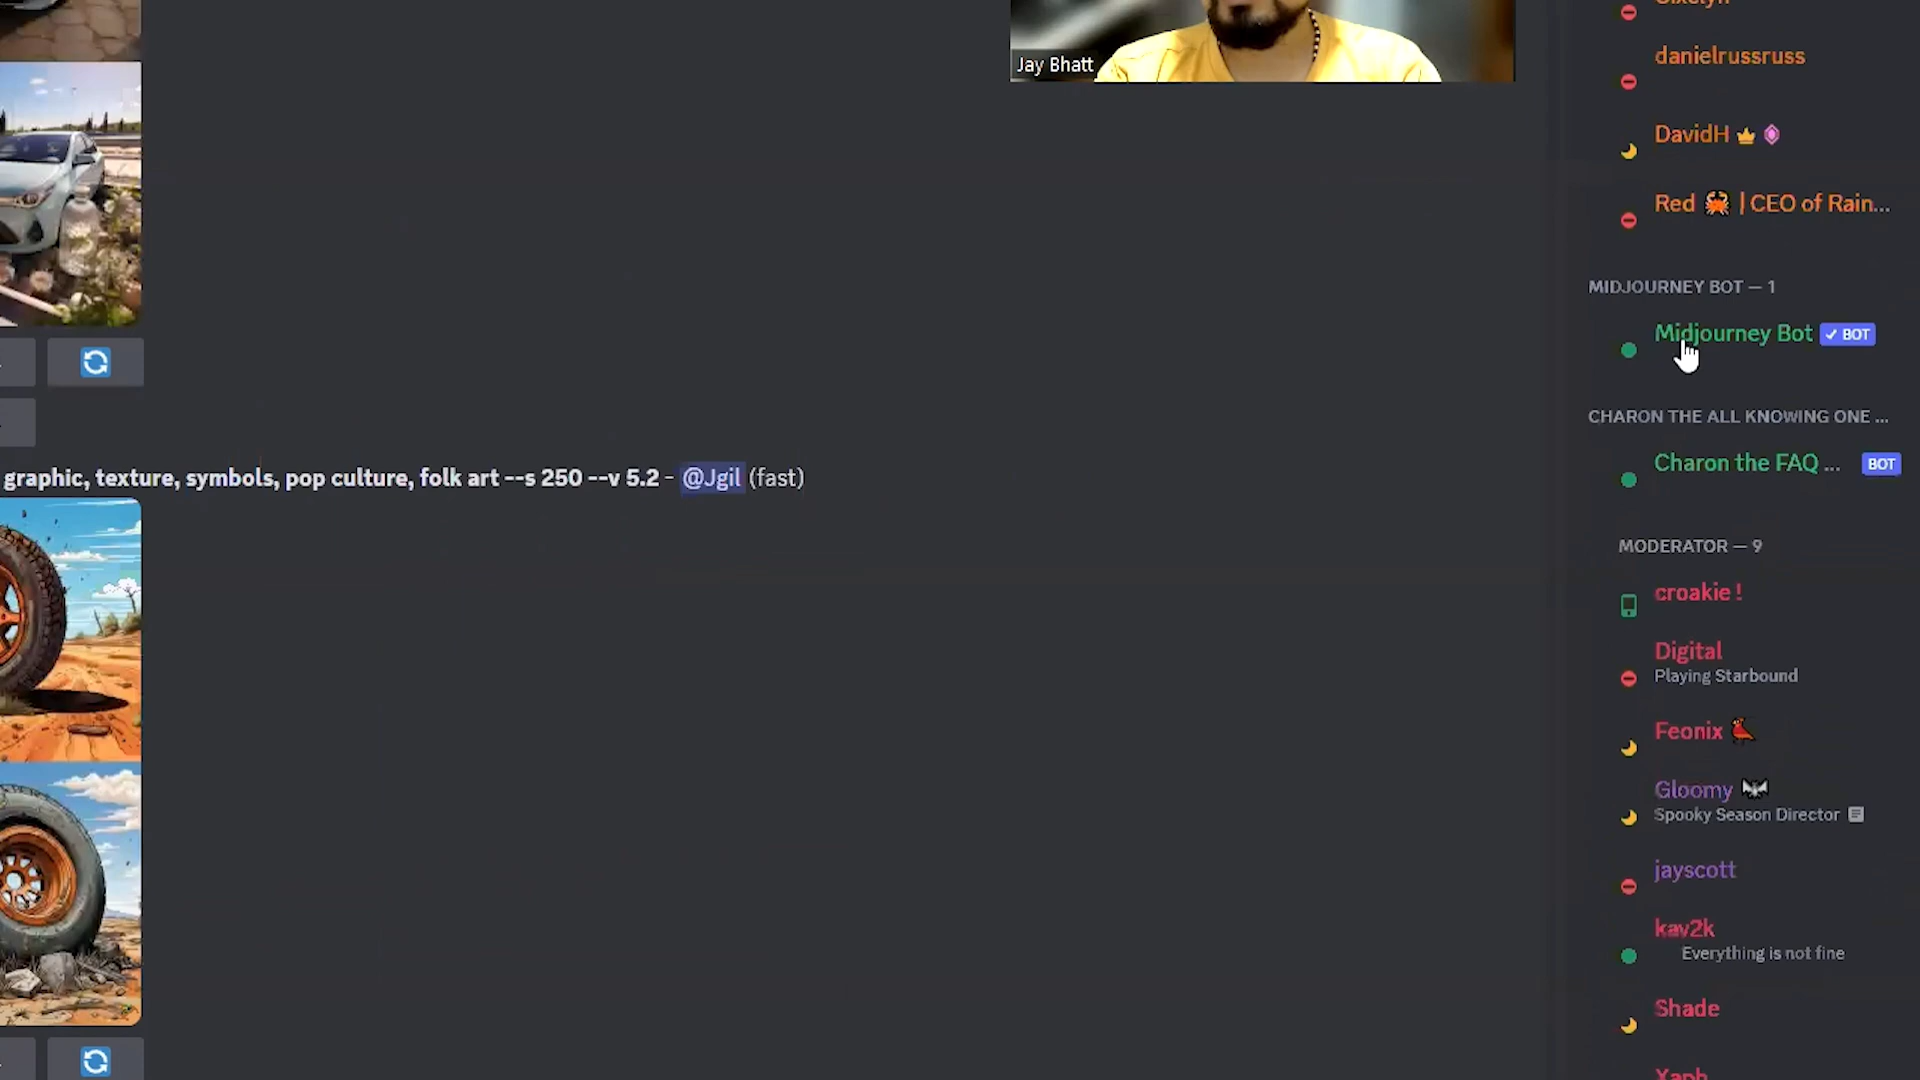 Jay Bhatt
danielrussruss
DavidH
Red | CEO of Rain...
MIDJOURNEY BOT — 1
Midjourney Bot ✓ BOT
CHARON THE ALL KNOWING ONE ...
Charon the FAQ ... BOT
graphic, texture, symbols, pop culture, folk art --s 250 --v 5.2 - @Jgil (fast)
MODERATOR — 9
croakie !
Digital
Playing Starbound
Feonix
Gloomy
Spooky Season Director
jayscott
kav2k
Everything is not fine
Shade